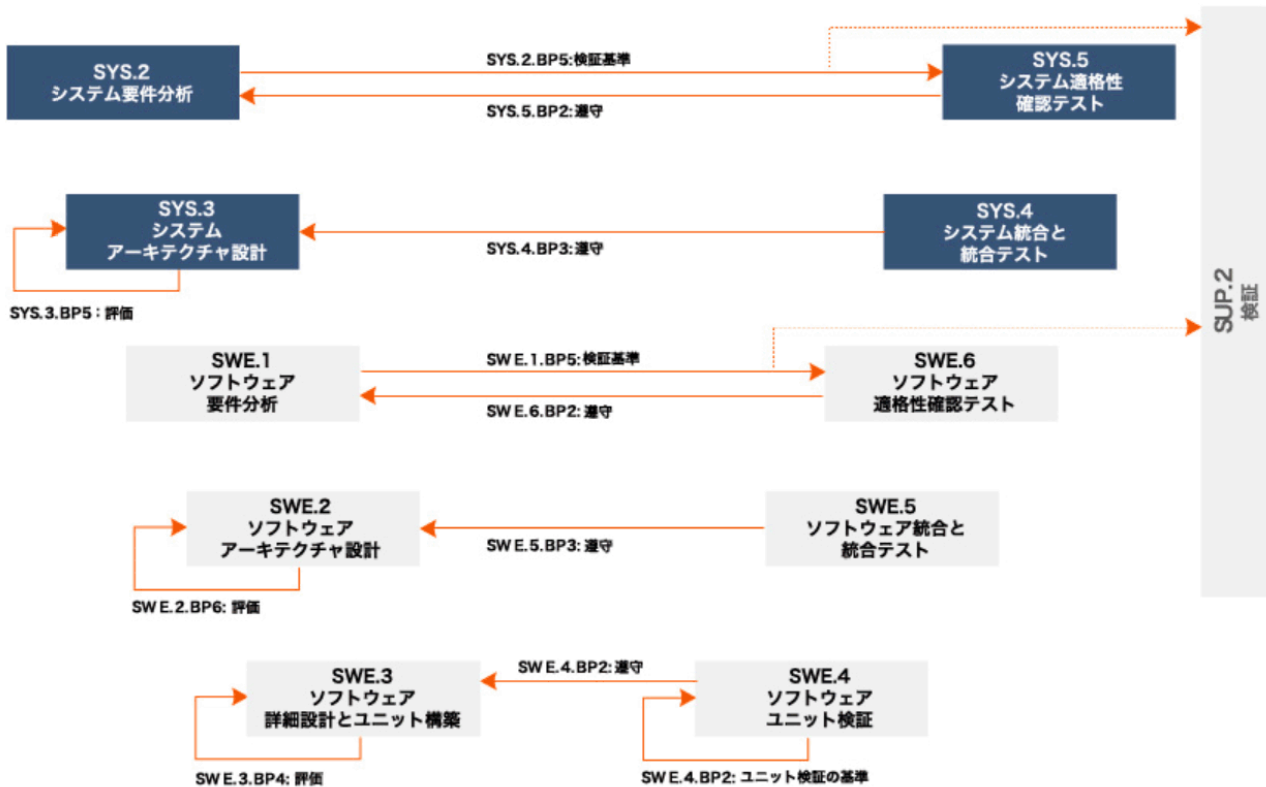 SYS.2.BP5:検証基準
SYS.2
システム要件分析
SYS.5
システム適格性
確認テスト
SYS.5.BP2:遵守
SYS.3
システム
アーキテクチャ設計
SYS.4
システム統合と
統合テスト
SYS.4.BP3:遵守
SYS.3.BP5:評価
SUP.2
検証
SWE.1
ソフトウェア
要件分析
SWE.1.BP5:検証基準
SWE.6
ソフトウェア
適格性確認テスト
SWE.6.BP2:遵守
SWE.2
ソフトウェア
アーキテクチャ設計
SWE.5
ソフトウェア統合と
統合テスト
SWE.5.BP3:遵守
SWE.2.BP6: 評価
SWE.3
ソフトウェア
詳細設計とユニット構築
SWE.4.BP2:遵守
SWE.4
ソフトウェア
ユニット検証
SWE.3.BP4: 評価
SWE.4.BP2: ユニット検証の基準